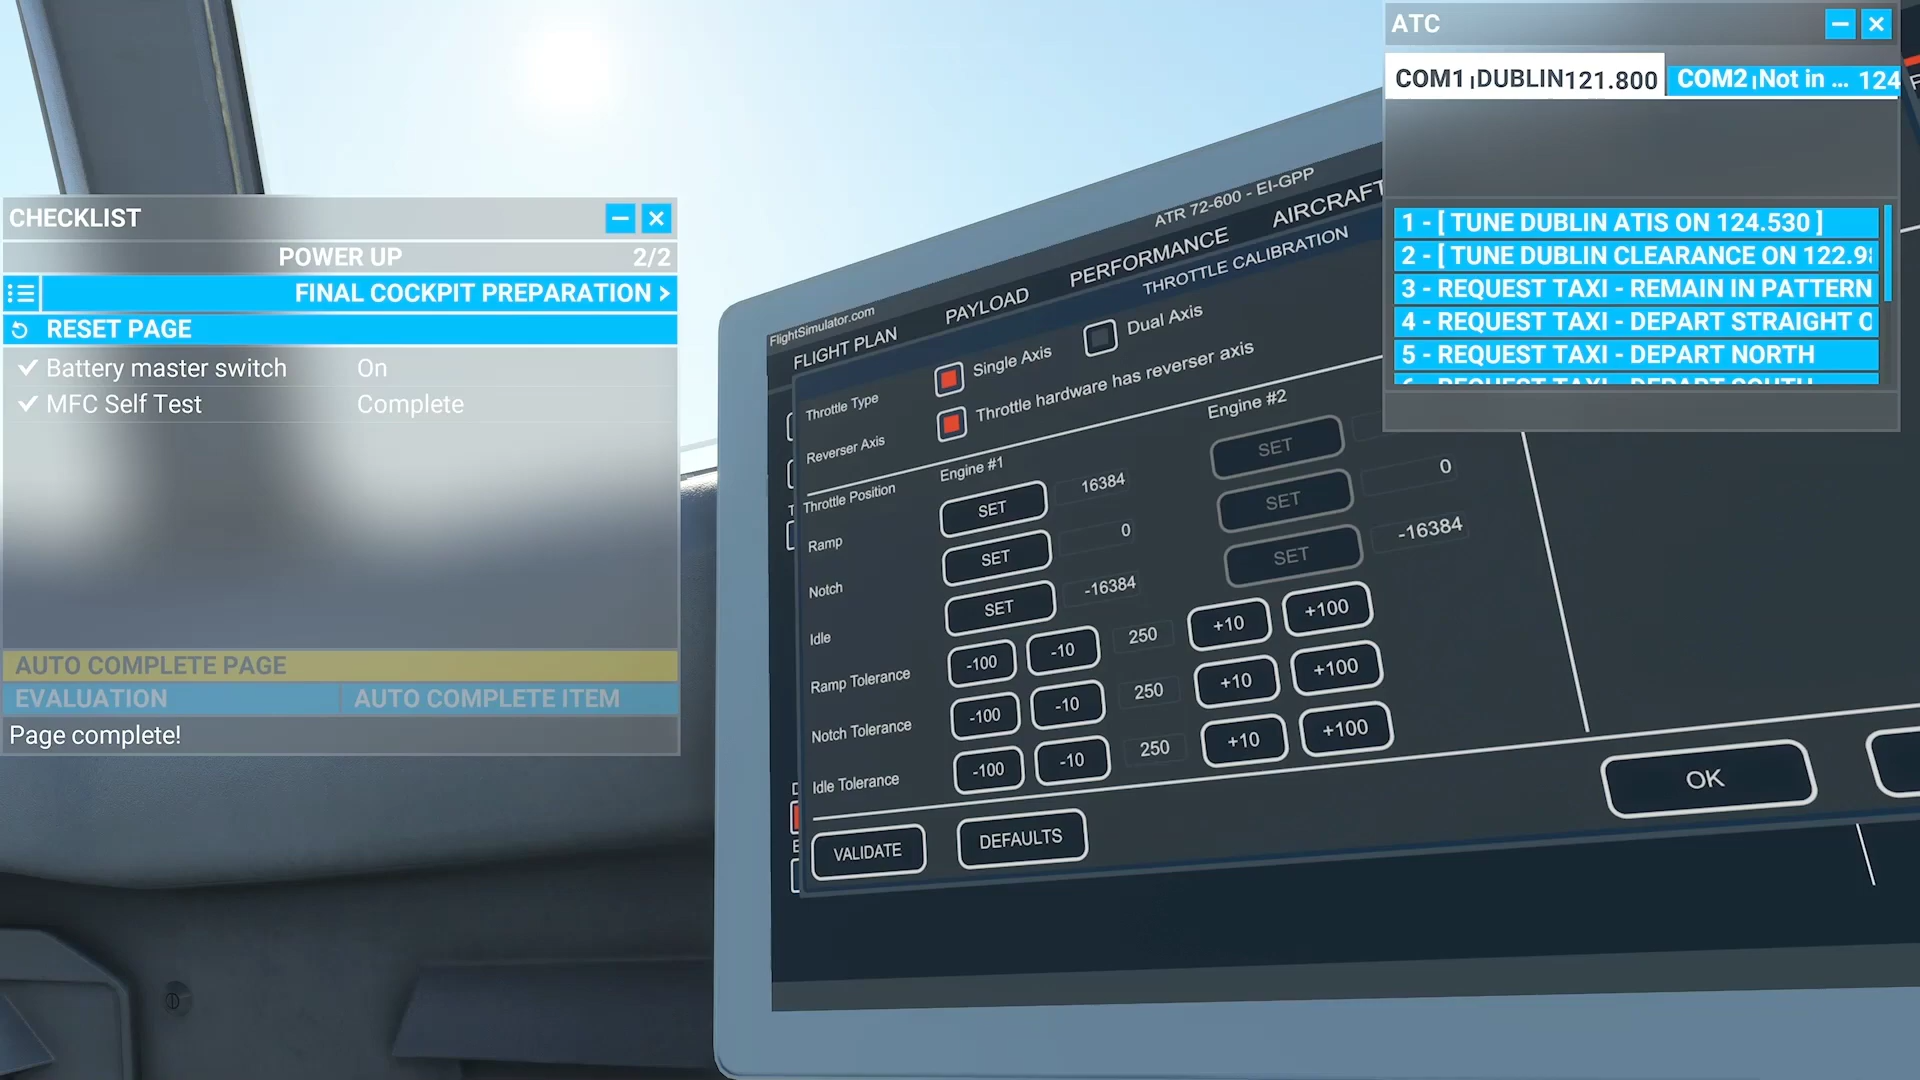 ATC
COM1 DUBLIN 121.800 COM2 Not in ... 124
1 - [ TUNE DUBLIN ATIS ON 124.530 ]
2 - [ TUNE DUBLIN CLEARANCE ON 122.9
3 - REQUEST TAXI - REMAIN IN PATTERN
4 - REQUEST TAXI - DEPART STRAIGHT O
5 - REQUEST TAXI - DEPART NORTH
CHECKLIST
POWER UP 2/2
FINAL COCKPIT PREPARATION >
RESET PAGE
Battery master switch On
MFC Self Test Complete
AUTO COMPLETE PAGE
EVALUATION AUTO COMPLETE ITEM
Page complete!
FlightSimulator.com ATR 72-600 - EI-GPP
FLIGHT PLAN PAYLOAD PERFORMANCE AIRCRAFT
THROTTLE CALIBRATION
Throttle Type Single Axis Dual Axis
Reverser Axis Throttle hardware has reverser axis
Throttle Position Engine #1 Engine #2
Ramp SET 16384 SET
Notch SET 0 SET 0
Idle SET -16384 SET -16384
Ramp Tolerance -100 -10 250 +10 +100
Notch Tolerance -100 -10 250 +10 +100
Idle Tolerance -100 -10 250 +10 +100
VALIDATE DEFAULTS OK